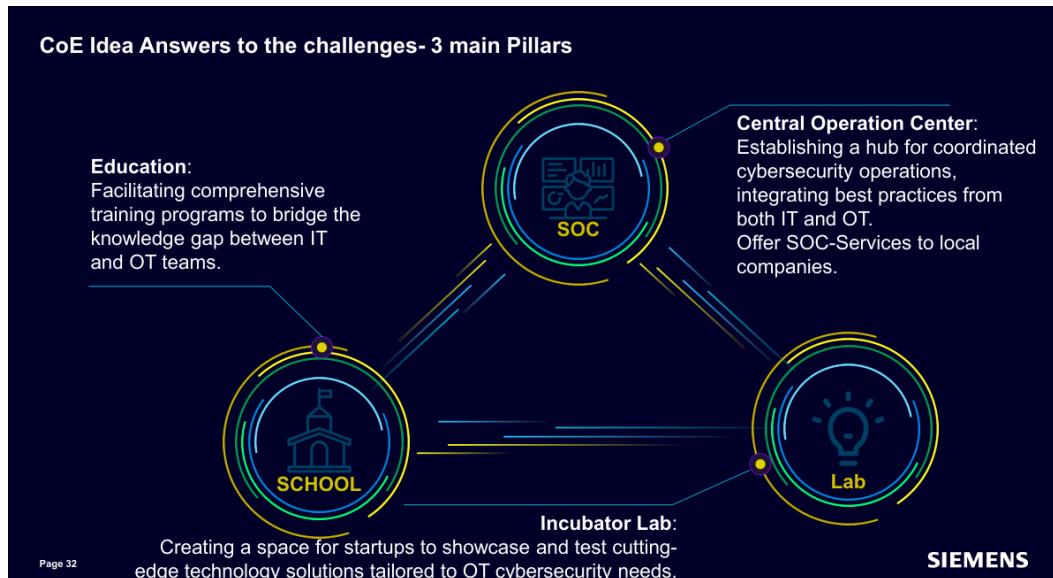 CoE Idea Answers to the challenges- 3 main Pillars
Education:
Facilitating comprehensive
training programs to bridge the
knowledge gap between IT
and OT teams.
SOC
Central Operation Center:
Establishing a hub for coordinated
cybersecurity operations,
integrating best practices from
both IT and OT.
Offer SOC-Services to local
companies.
SCHOOL
Lab
Incubator Lab:
Creating a space for startups to showcase and test cutting-
edge technology solutions tailored to OT cybersecurity needs.
Page 32
SIEMENS